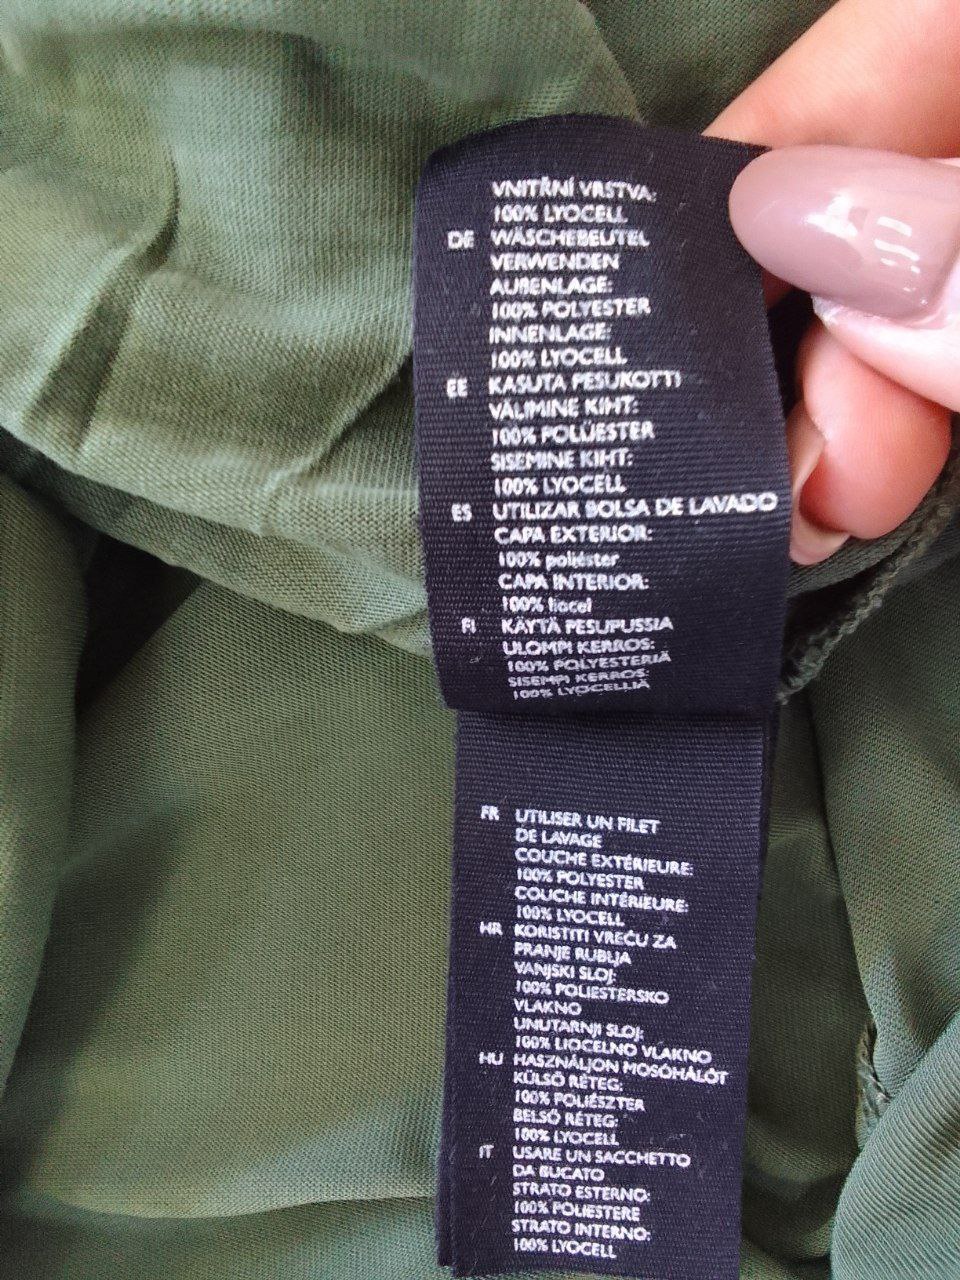 VNITŘNÍ VRSTVA:
100% LYOCELL
DE WÄSCHEBEUTEL
VERWENDEN
AUßENLAGE:
100% POLYESTER
INNENLAGE:
100% LYOCELL
EE KASUTA PESUKOTTI
VÄLIMINE KIHT:
100% POLÜESTER
SISEMINE KIHT:
100% LYOCELL
ES UTILIZAR BOLSA DE LAVADO
CAPA EXTERIOR:
100% poliéster
CAPA INTERIOR:
100% liocel
FI KÄYTÄ PESUPUSSIA
ULOMPI KERROS:
100% POLYESTERIÄ
SISEMPI KERROS:
100% LYOCELLIÄ
FR UTILISER UN FILET
DE LAVAGE
COUCHE EXTÉRIEURE:
100% POLYESTER
COUCHE INTÉRIEURE:
100% LYOCELL
HR KORISTITI VREĆU ZA
PRANJE RUBLJA
VANJSKI SLOJ:
100% POLIESTERSKO
VLAKNO
UNUTARNJI SLOJ:
100% LIOCELNO VLAKNO
HU HASZNÁLJON MOSÓHÁLÓT
KÜLSŐ RÉTEG:
100% POLIÉSZTER
BELSŐ RÉTEG:
100% LYOCELL
IT USARE UN SACCHETTO
DA BUCATO
STRATO ESTERNO:
100% POLIESTERE
STRATO INTERNO:
100% LYOCELL